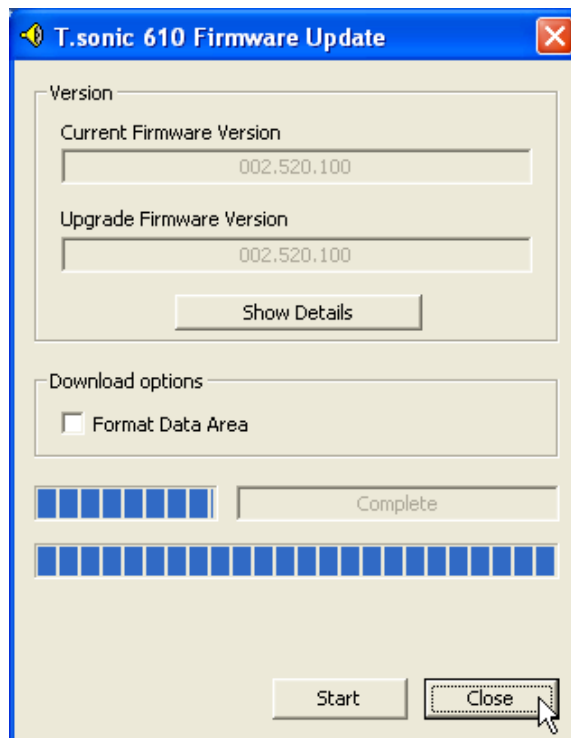 T.sonic 610 Firmware Update
Version
Current Firmware Version
002.520.100
Upgrade Firmware Version
002.520.100
Show Details
Download options
Format Data Area
Complete
Start
Close